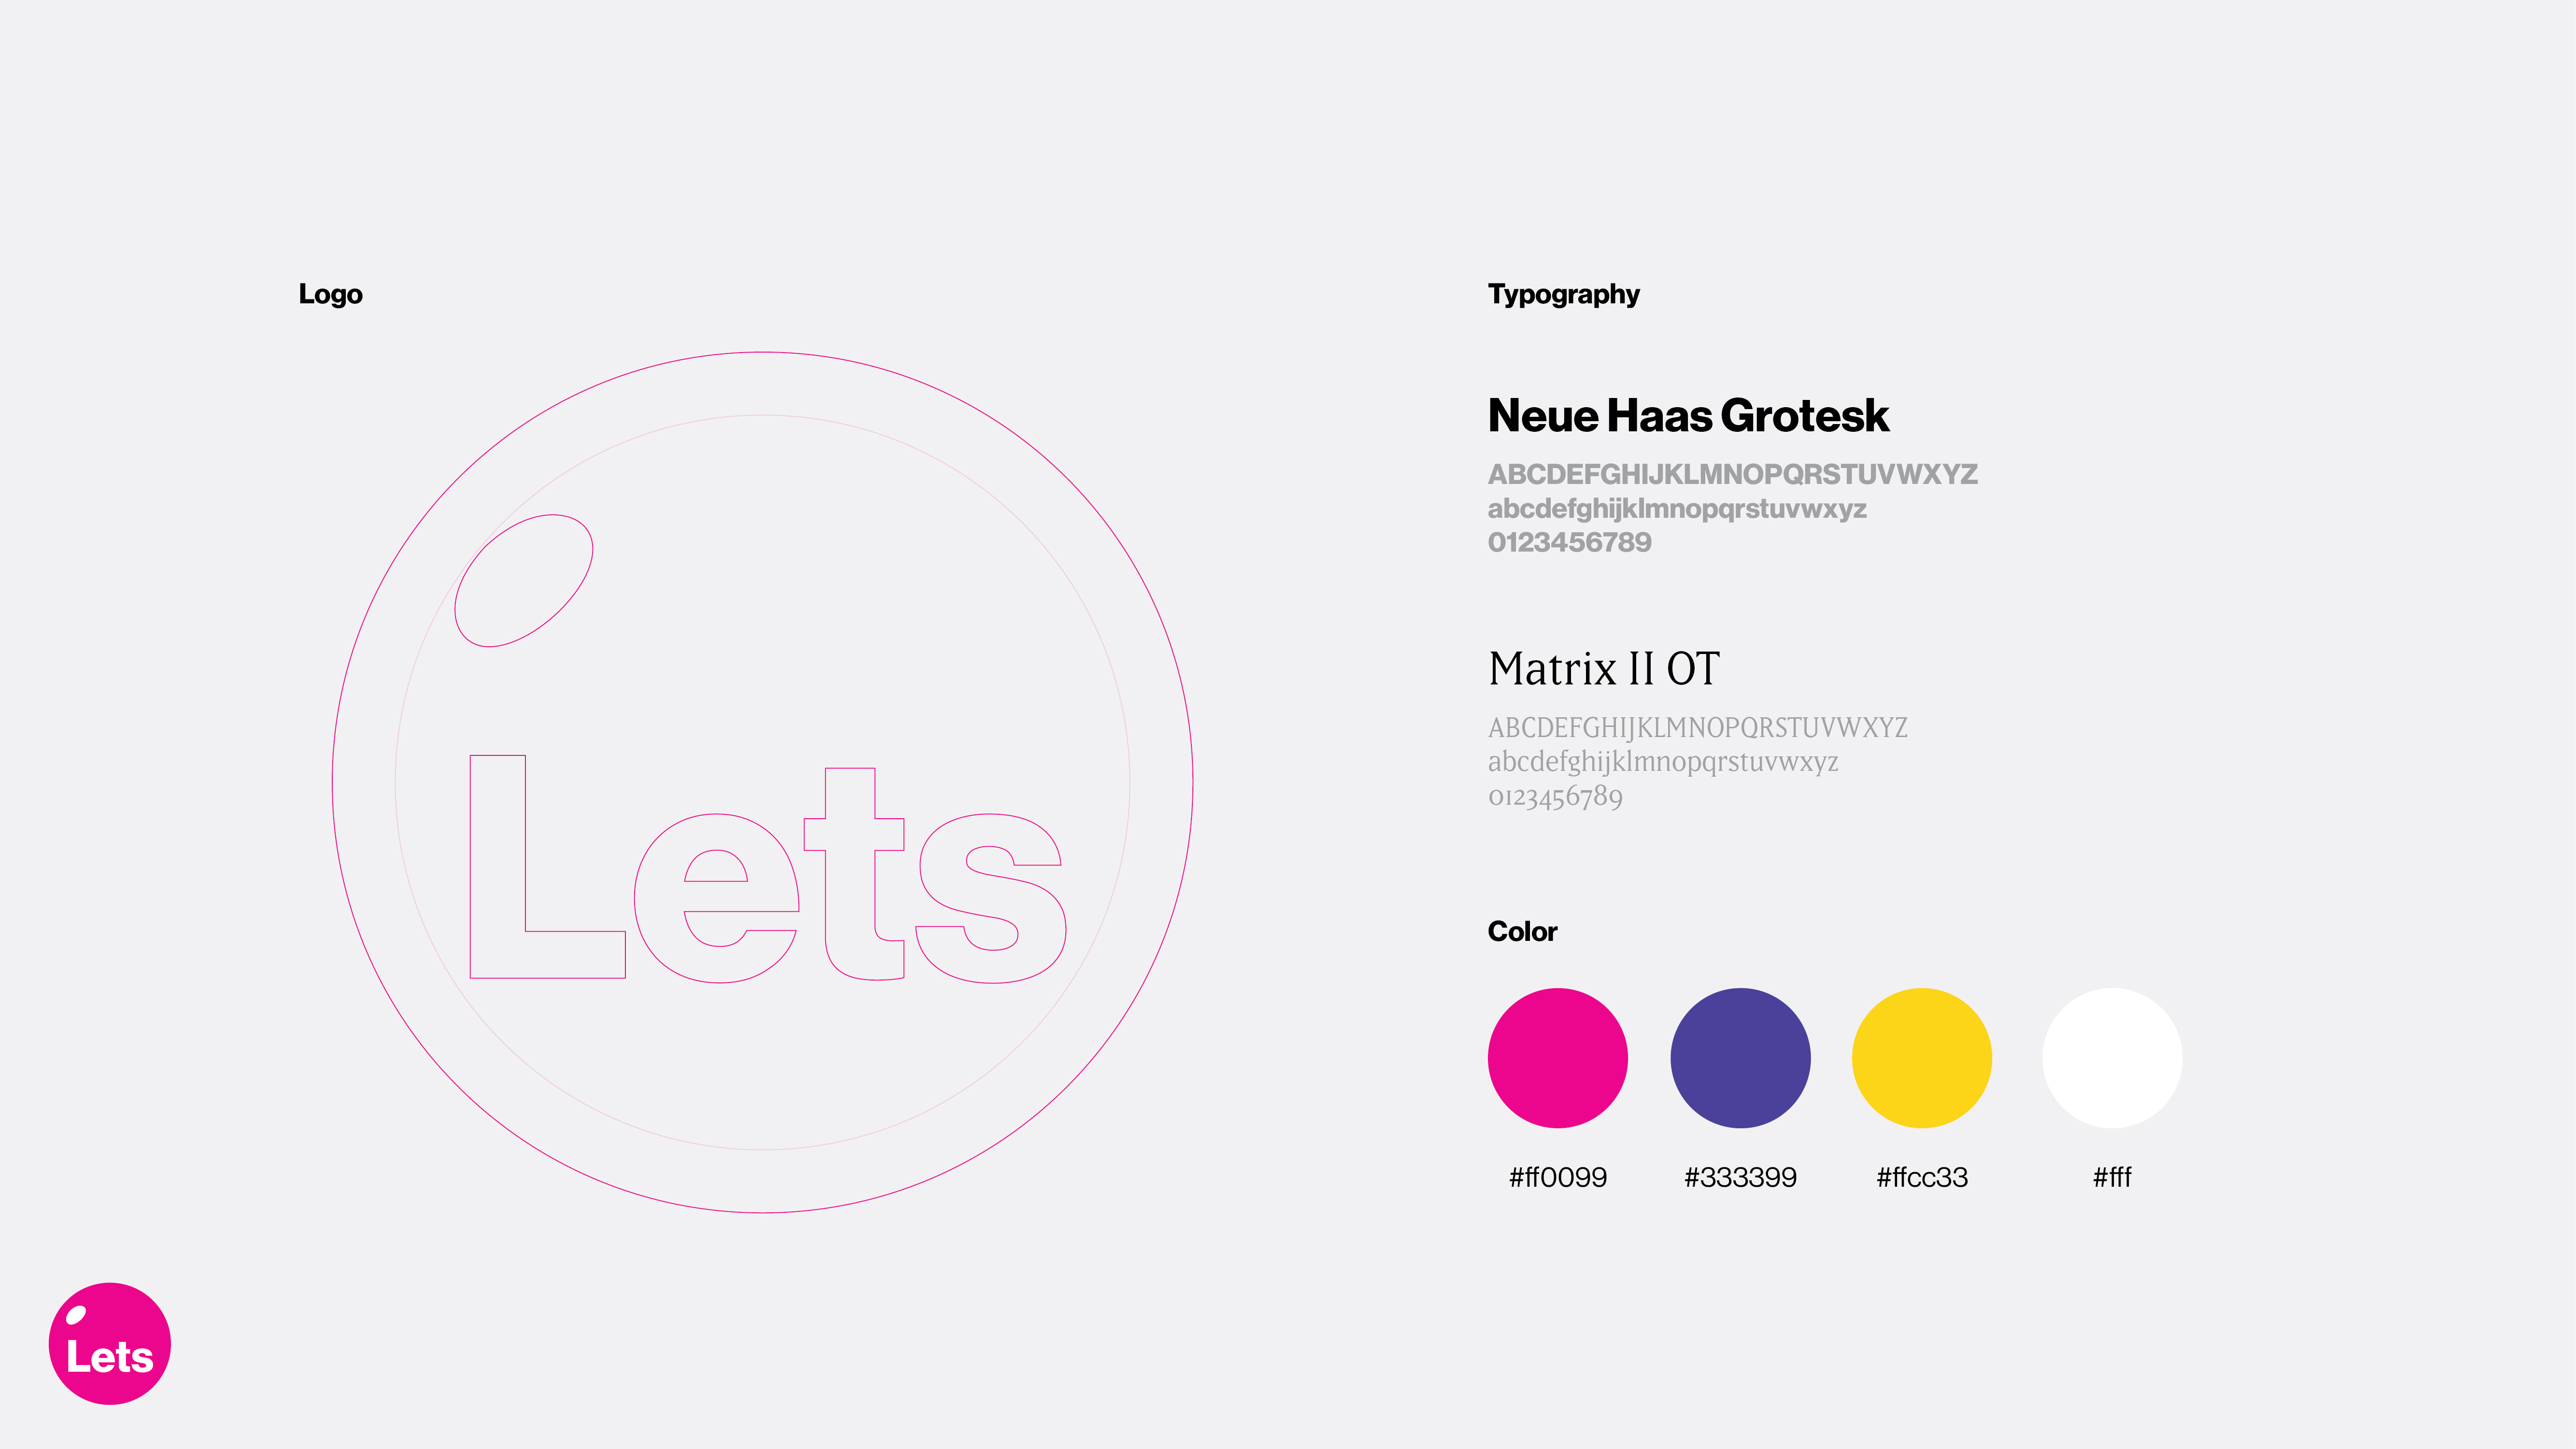 Logo
Lets
Typography
Neue Haas Grotesk
ABCDEFGHIJKLMNOPQRSTUVWXYZ
abcdefghijklmnopqrstuvwxyz
0123456789
Matrix II OT
ABCDEFGHIJKLMNOPQRSTUVWXYZ
abcdefghijklmnopqrstuvwxyz
0123456789
Color
#ff0099 #333399 #ffcc33 #fff
Lets